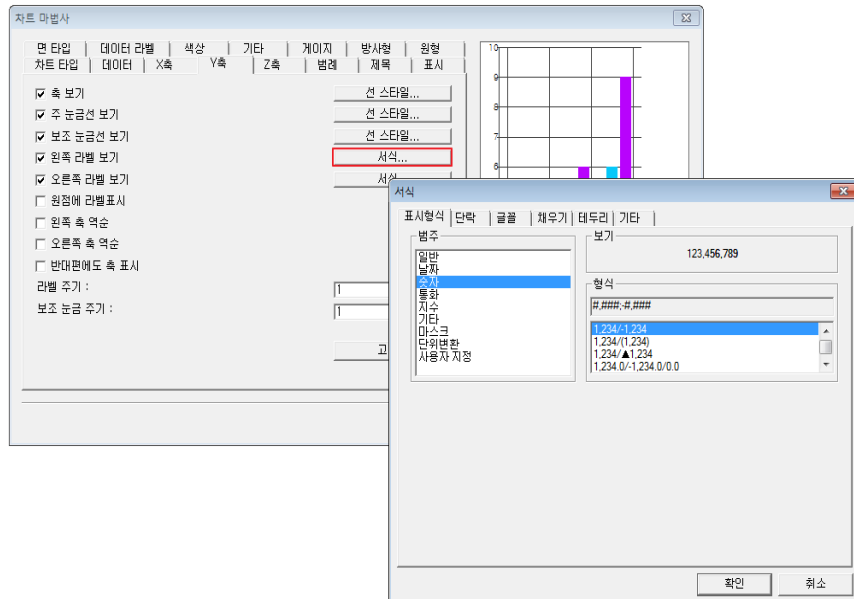 차트 마법사
면 타입 데이터 라벨 색상 기타 게이지 방사형 원형
차트 타입 데이터 X축 Y축 Z축 범례 제목 표시
축 보기 선 스타일...
주 눈금선 보기 선 스타일...
보조 눈금선 보기 선 스타일...
왼쪽 라벨 보기 서식...
오른쪽 라벨 보기 서식
원점에 라벨표시
왼쪽 축 역순
오른쪽 축 역순
반대편에도 축 표시
라벨 주기 : 1
보조 눈금 주기 : 1
고
10
9
8
7
6
서식
표시형식 단락 글꼴 채우기 테두리 기타
범주
일반
날짜
숫자
통화
지수
기타
마스크
단위변환
사용자 지정
보기
123,456,789
형식
#,###;-#,###
1,234/-1,234
1,234/(1,234)
1,234/▲1,234
1,234.0/-1,234.0/0.0
확인 취소